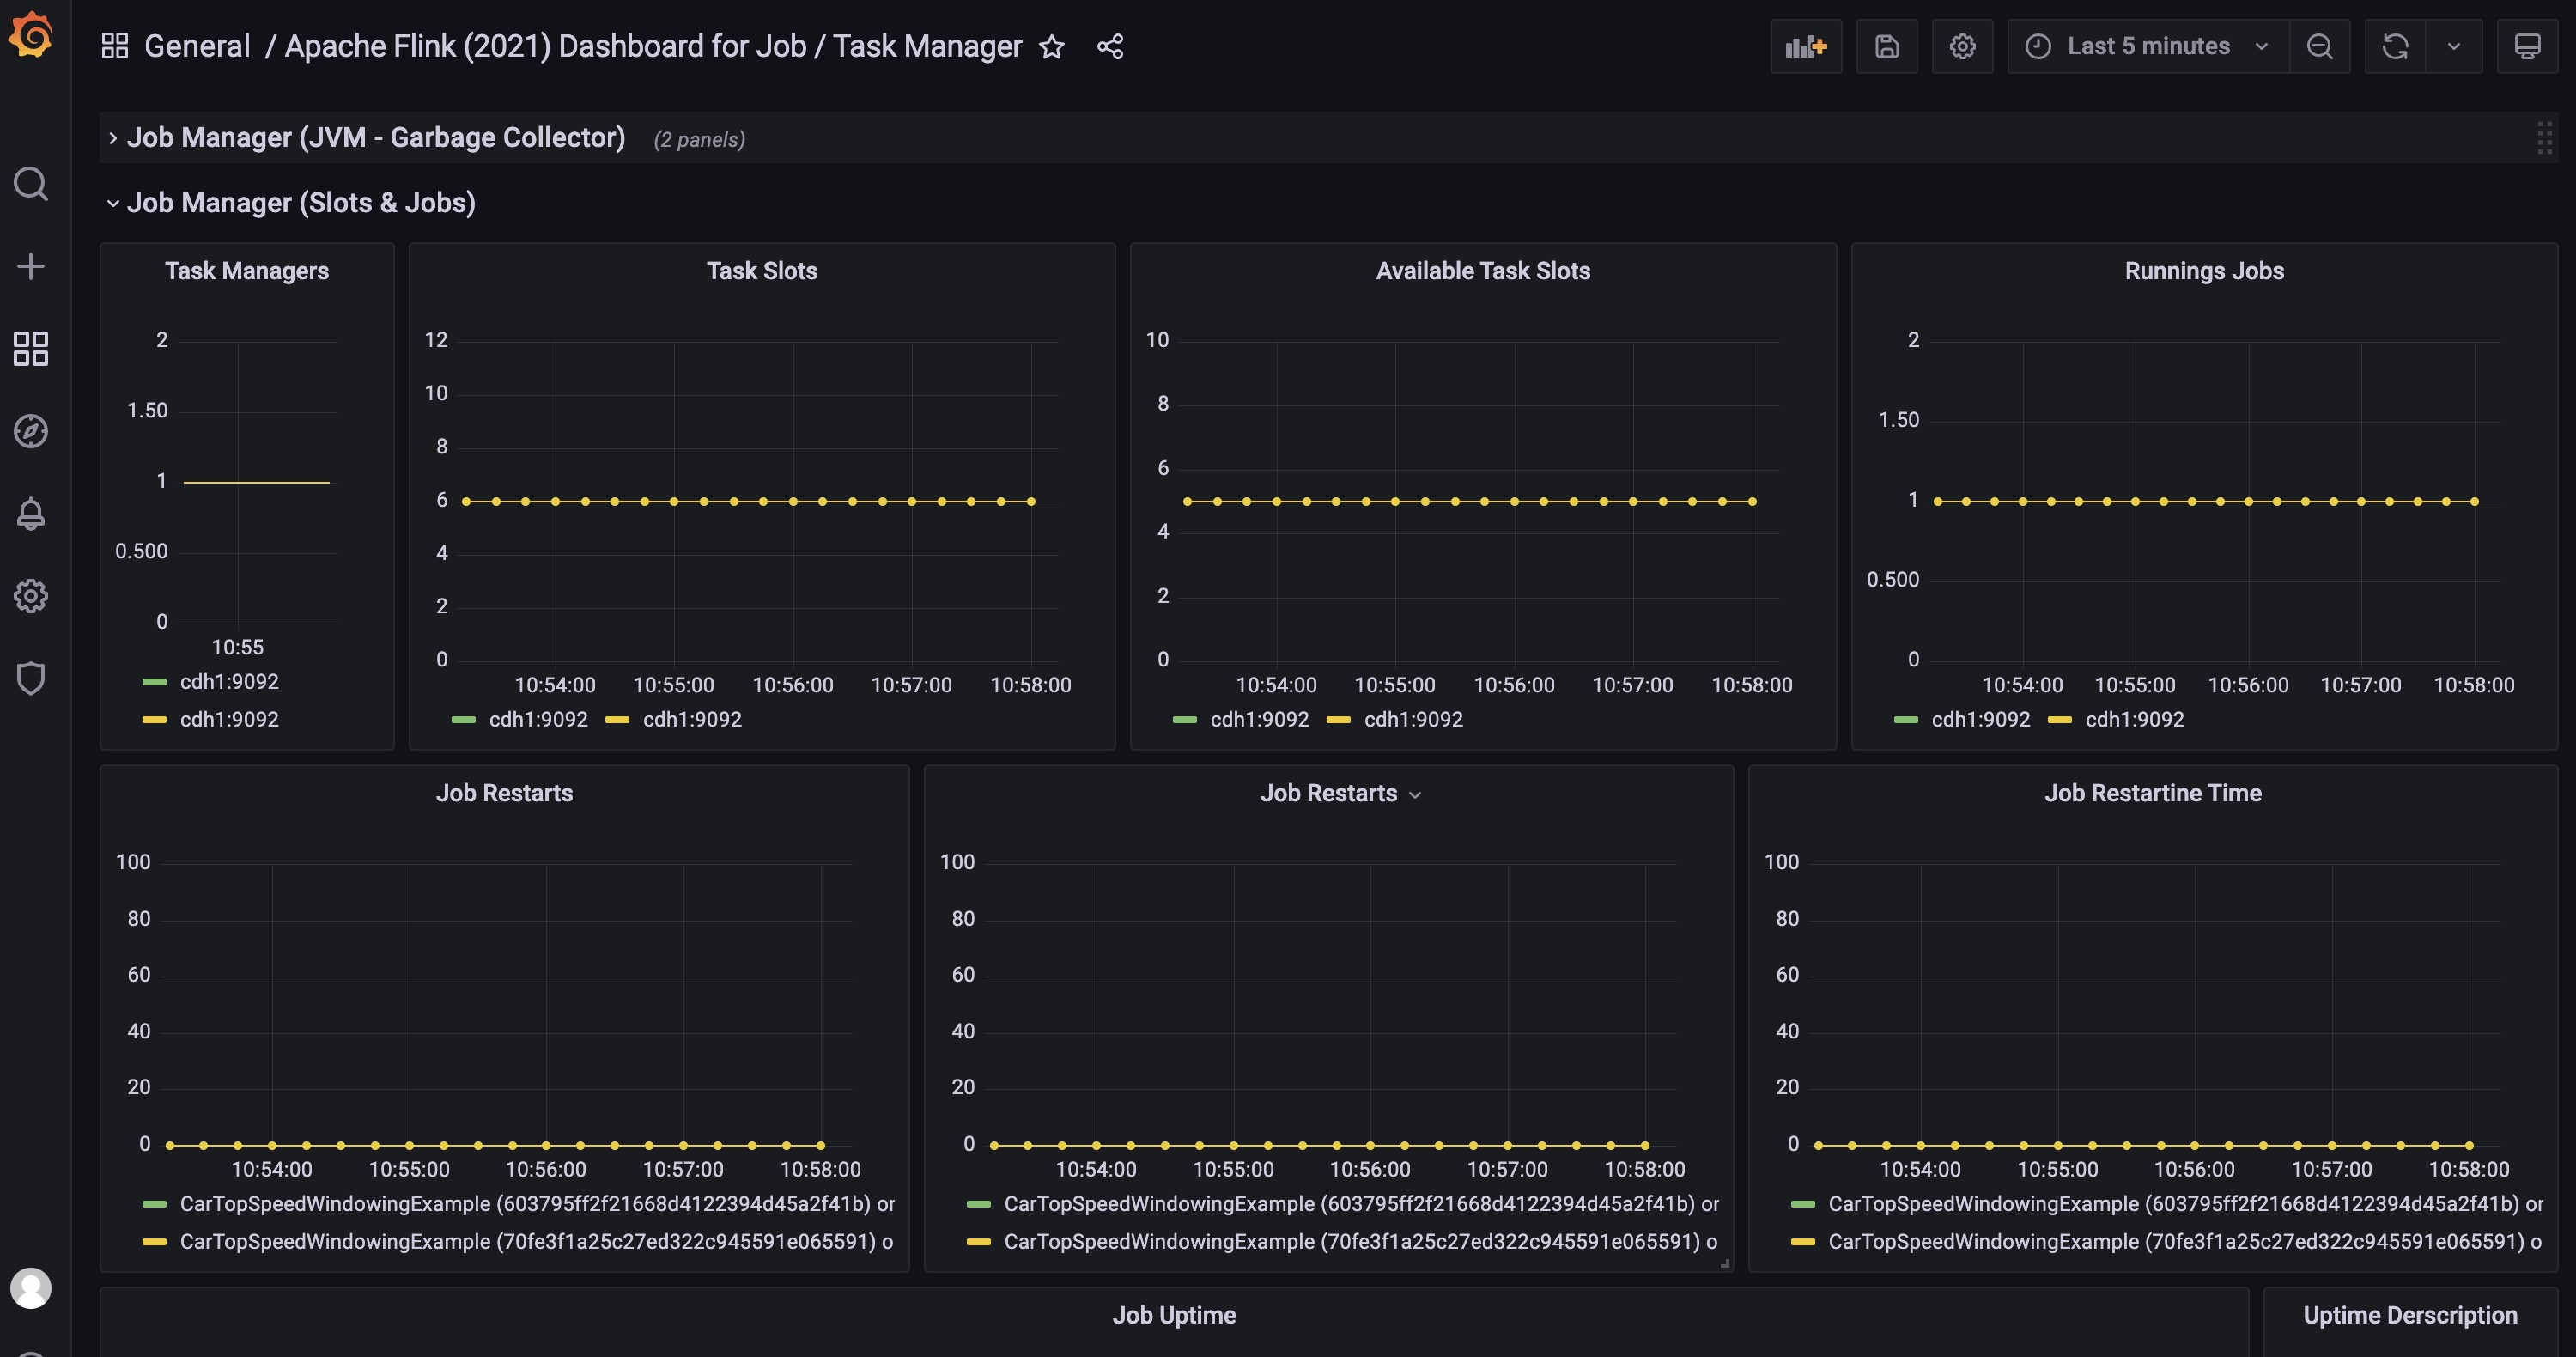 General / Apache Flink (2021) Dashboard for Job / Task Manager
Last 5 minutes
Job Manager (JVM - Garbage Collector) (2 panels)
Job Manager (Slots & Jobs)
Task Managers
2
1.50
1
0.500
0
10:55
cdh1:9092
cdh1:9092
Task Slots
12
10
8
6
4
2
0
10:54:00 10:55:00 10:56:00 10:57:00 10:58:00
cdh1:9092 cdh1:9092
Available Task Slots
10
8
6
4
2
0
10:54:00 10:55:00 10:56:00 10:57:00 10:58:00
cdh1:9092 cdh1:9092
Runnings Jobs
2
1.50
1
0.500
0
10:54:00 10:55:00 10:56:00 10:57:00 10:58:00
cdh1:9092 cdh1:9092
Job Restarts
100
80
60
40
20
0
10:54:00 10:55:00 10:56:00 10:57:00 10:58:00
CarTopSpeedWindowingExample (603795ff2f21668d4122394d45a2f41b) or
CarTopSpeedWindowingExample (70fe3f1a25c27ed322c945591e065591) o
Job Restarts
100
80
60
40
20
0
10:54:00 10:55:00 10:56:00 10:57:00 10:58:00
CarTopSpeedWindowingExample (603795ff2f21668d4122394d45a2f41b) or
CarTopSpeedWindowingExample (70fe3f1a25c27ed322c945591e065591) o
Job Restartine Time
100
80
60
40
20
0
10:54:00 10:55:00 10:56:00 10:57:00 10:58:00
CarTopSpeedWindowingExample (603795ff2f21668d4122394d45a2f41b) or
CarTopSpeedWindowingExample (70fe3f1a25c27ed322c945591e065591) o
Job Uptime
Uptime Derscription